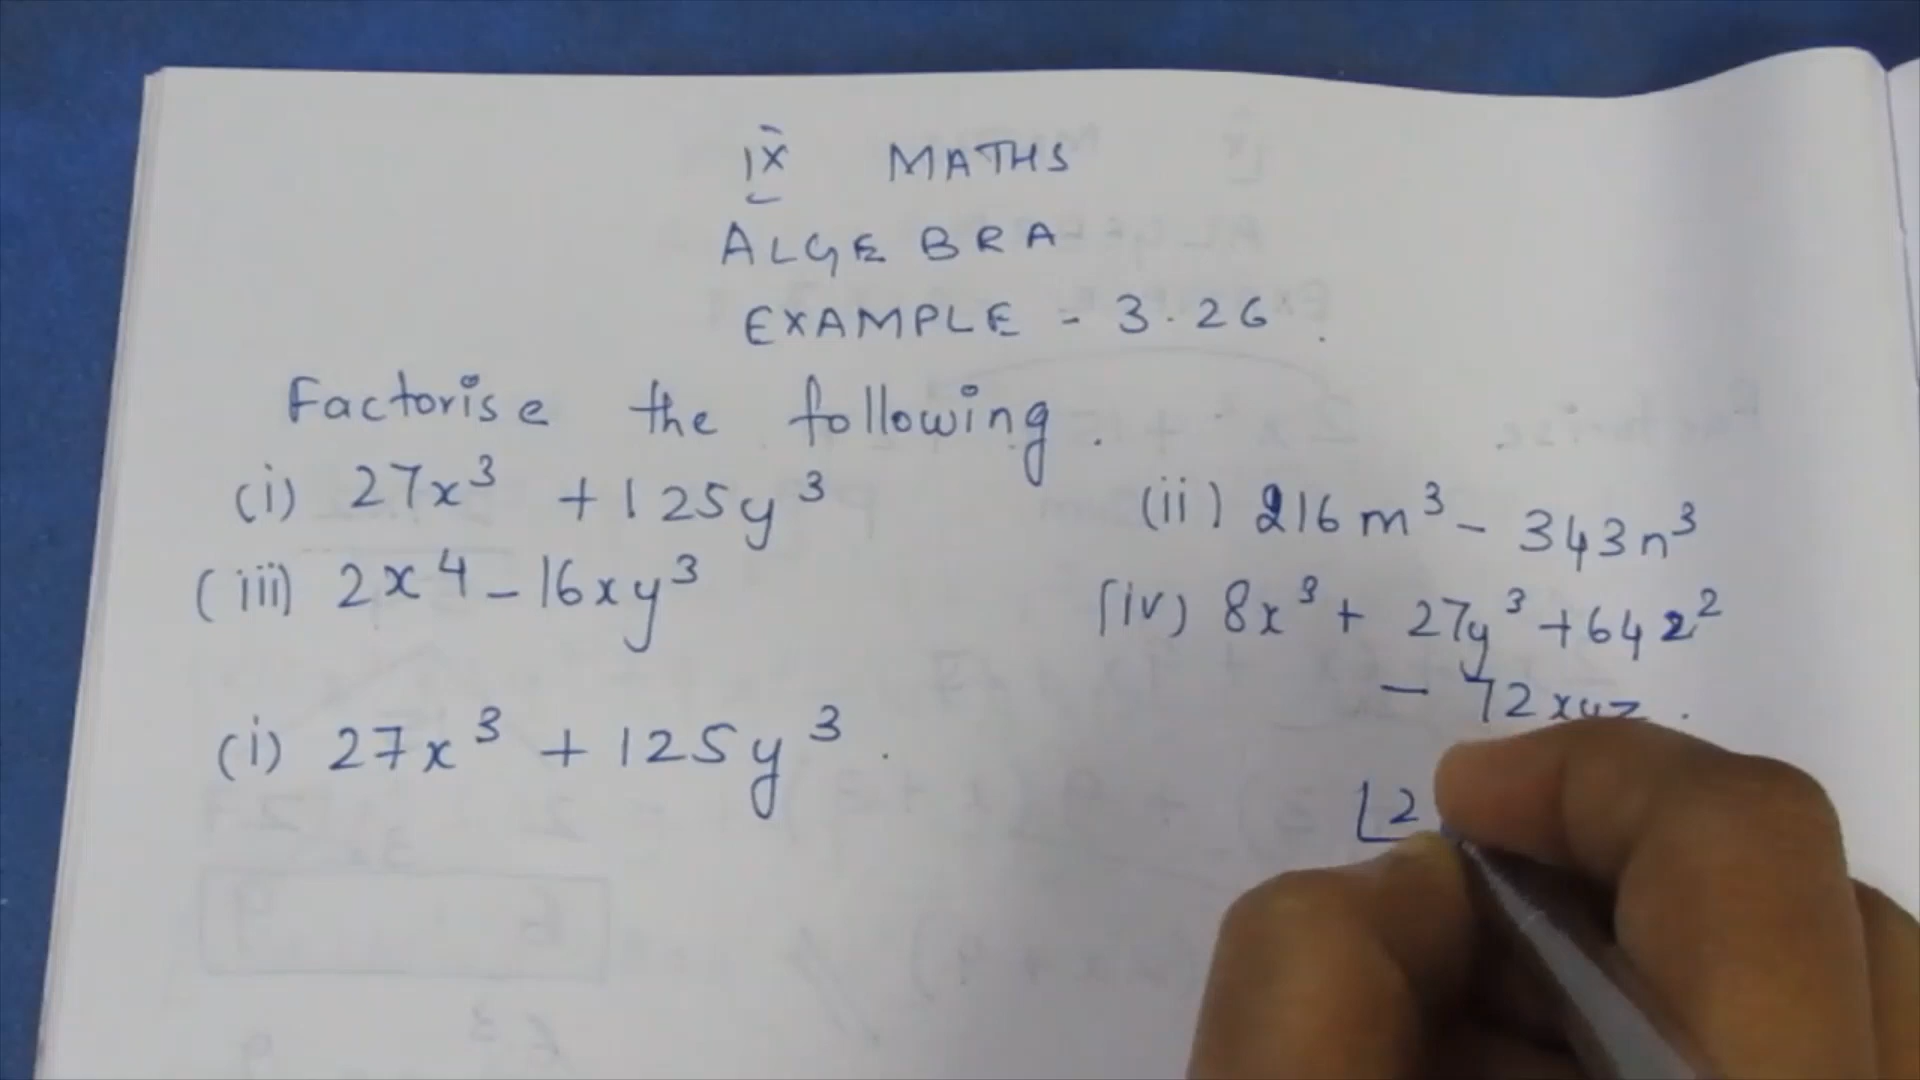 IX MATHS
ALGEBRA
EXAMPLE - 3.26.
Factorise the following.
(i) 27x³ + 125y³ (ii) 216m³ - 343n³
(iii) 2x⁴ - 16xy³ (iv) 8x³ + 27y³ + 64z²
- 72xyz.
(i) 27x³ + 125y³.
2